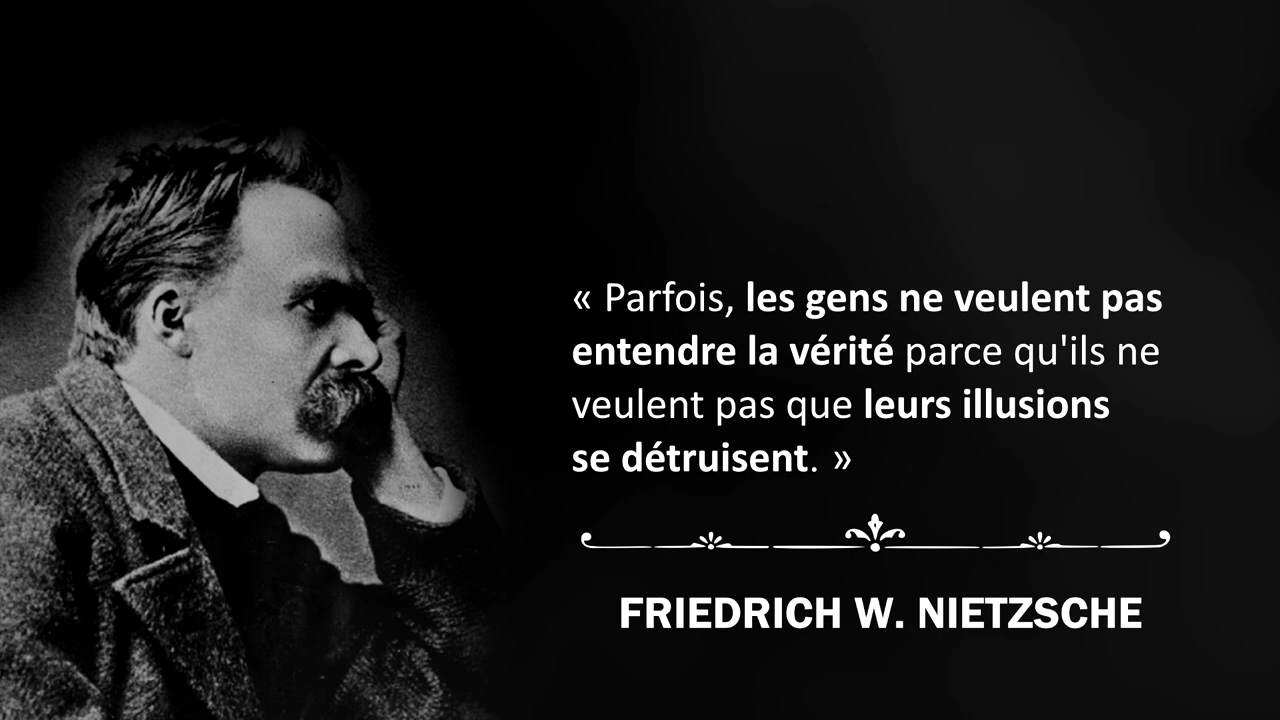 « Parfois, les gens ne veulent pas
entendre la vérité parce qu'ils ne
veulent pas que leurs illusions
se détruisent. »
FRIEDRICH W. NIETZSCHE